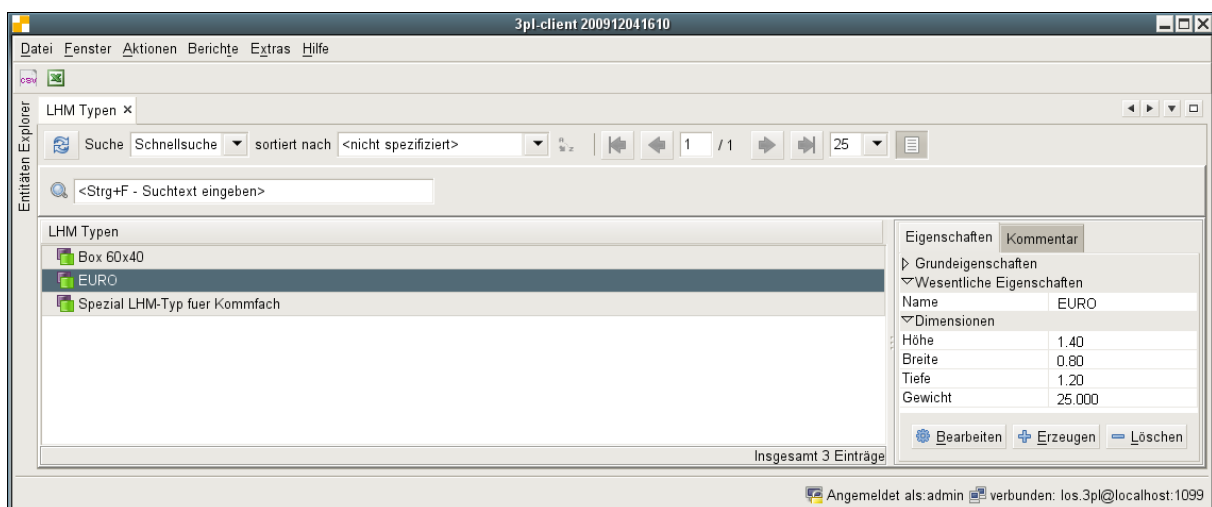 3pl-client 200912041610
Datei Fenster Aktionen Berichte Extras Hilfe
csv
Entitäten Explorer
LHM Typen
Suche Schnellsuche sortiert nach <nicht spezifiziert> 1 / 1 25
<Strg+F - Suchtext eingeben>
LHM Typen
Box 60x40
EURO
Spezial LHM-Typ fuer Kommfach
Insgesamt 3 Einträge
Eigenschaften Kommentar
Grundeigenschaften
Wesentliche Eigenschaften
Name EURO
Dimensionen
Höhe 1.40
Breite 0.80
Tiefe 1.20
Gewicht 25.000
Bearbeiten Erzeugen Löschen
Angemeldet als: admin verbunden: los.3pl@localhost:1099